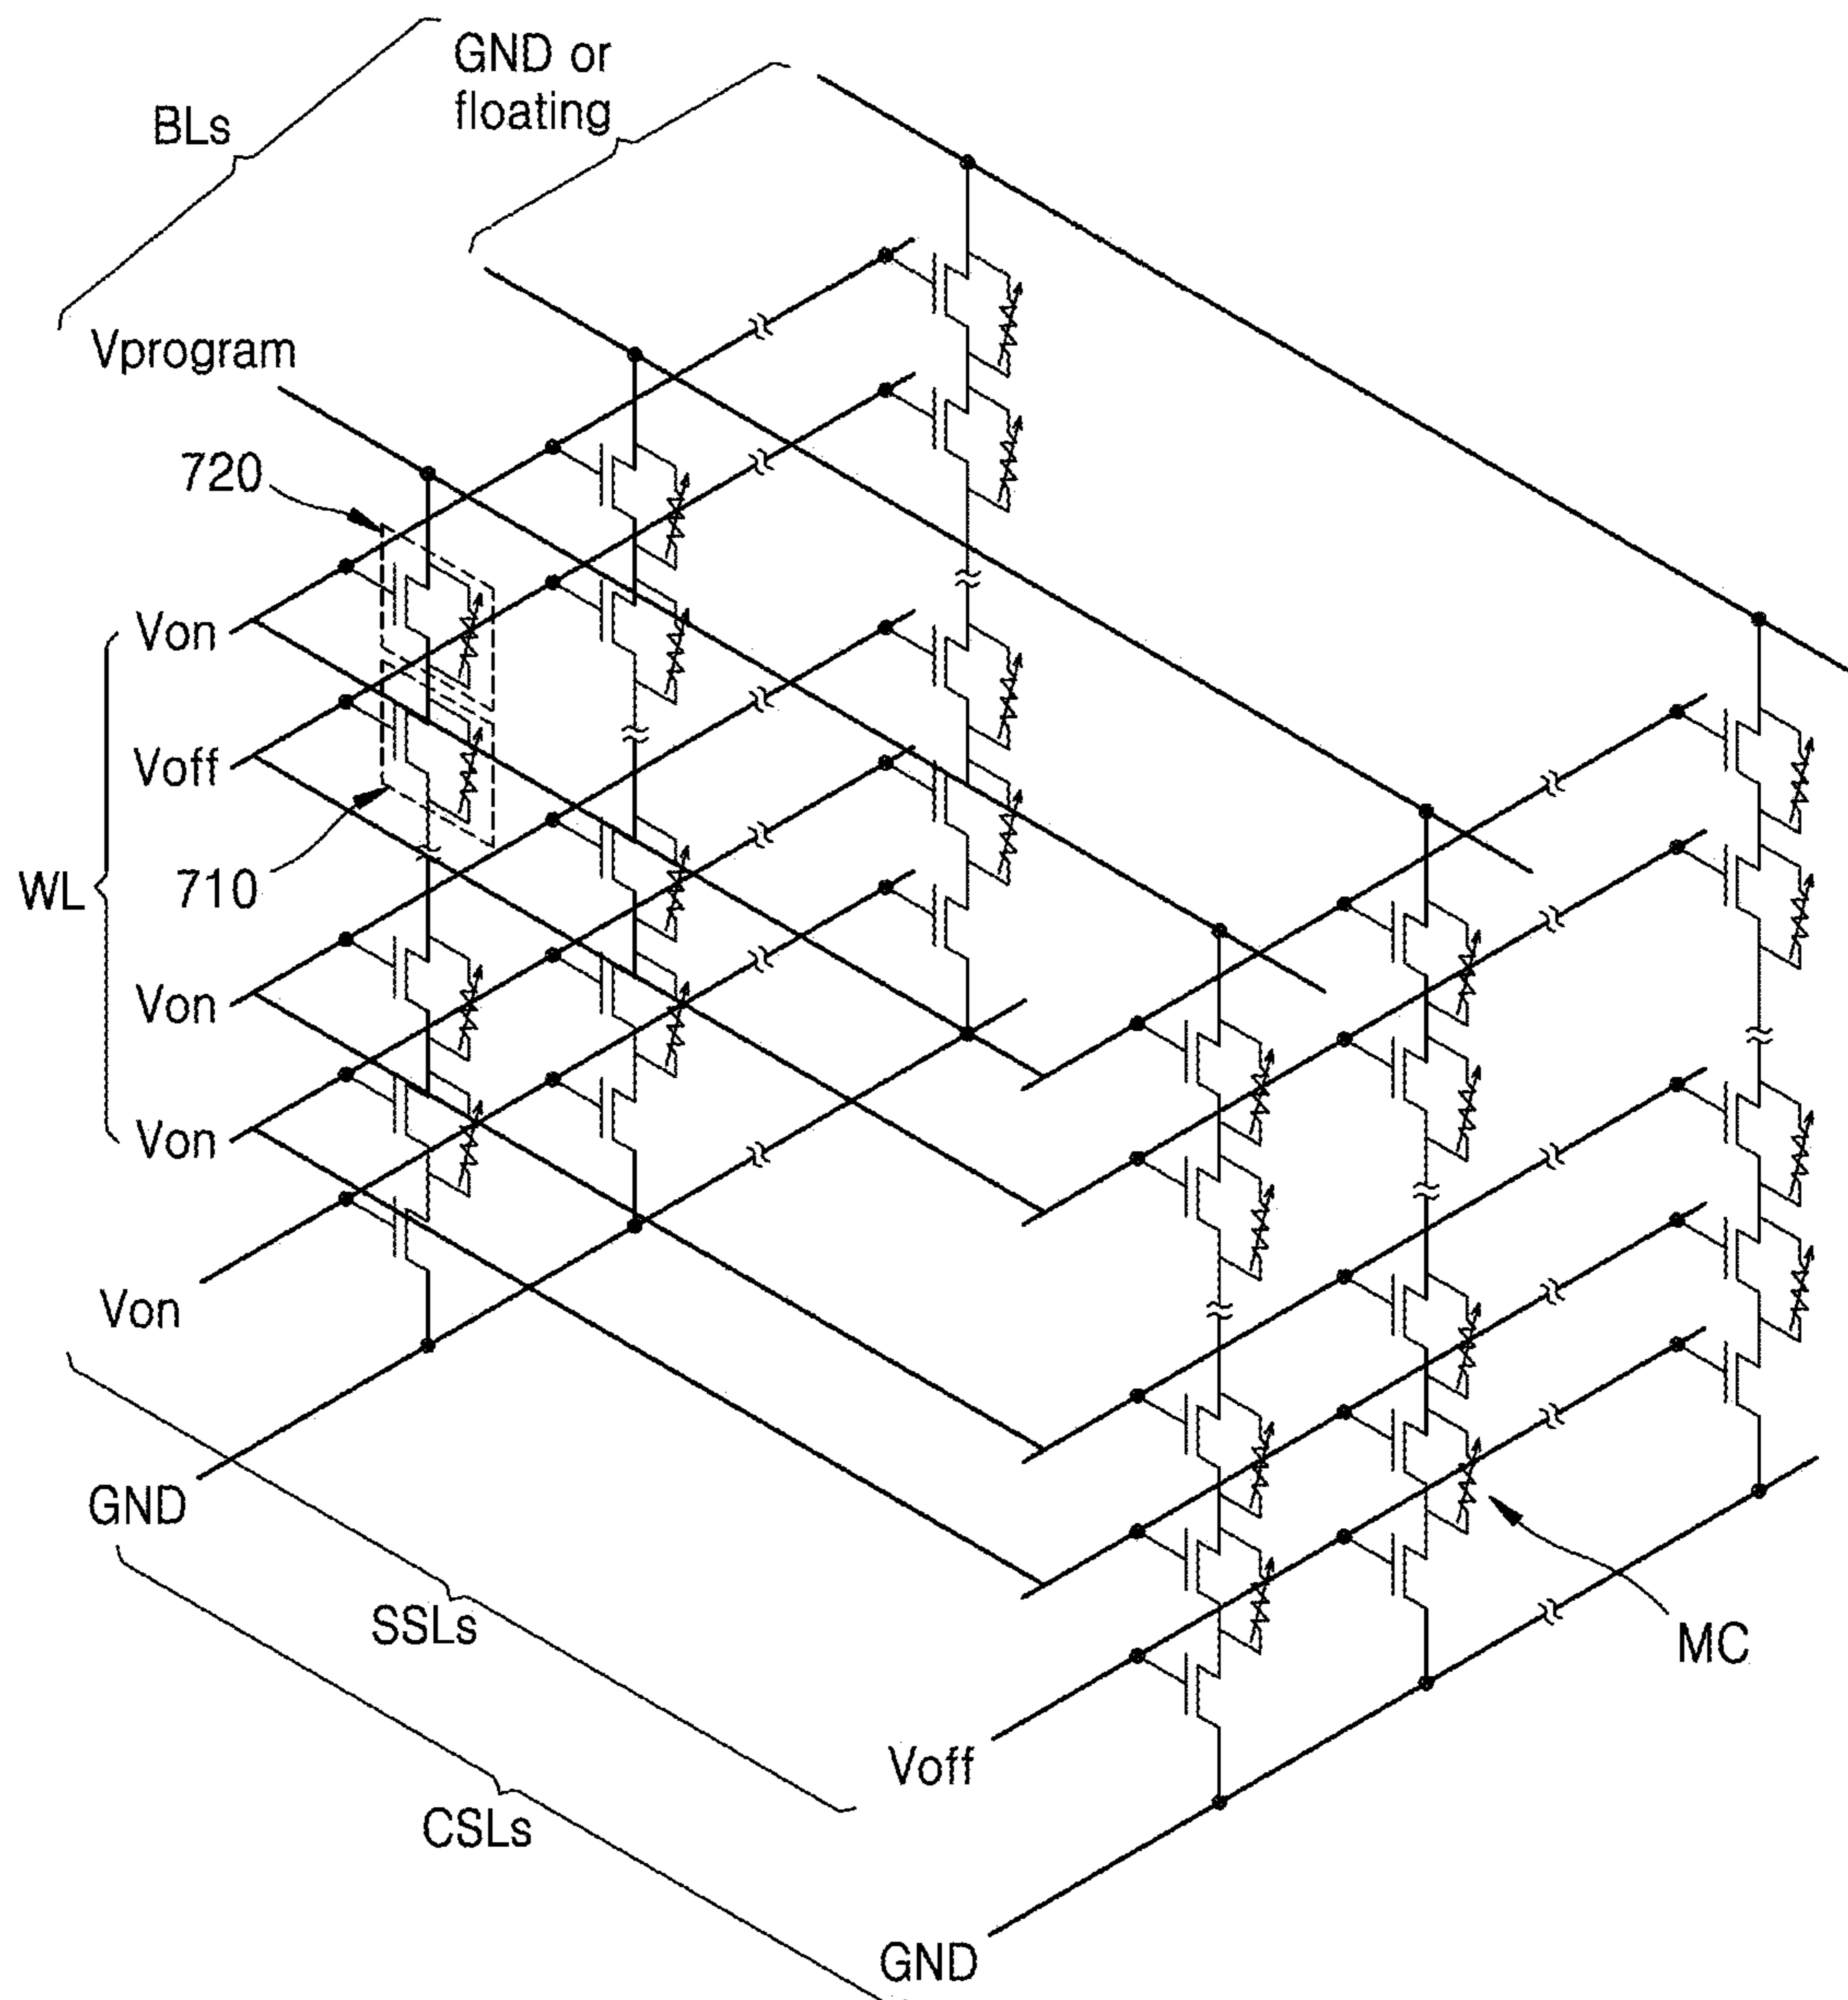 GND or
floating
BLs
Vprogram
720
Von
Voff
WL
710
Von
Von
Von
GND
SSLs
MC
Voff
CSLs
GND